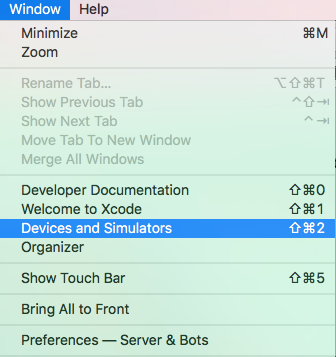 Window Help
Minimize ⌘M
Zoom
Rename Tab... ⌥⇧⌘T
Show Previous Tab ^⇧⇥
Show Next Tab ^⇥
Move Tab To New Window
Merge All Windows
Developer Documentation ⇧⌘0
Welcome to Xcode ⇧⌘1
Devices and Simulators ⇧⌘2
Organizer
Show Touch Bar ⇧⌘5
Bring All to Front
Preferences — Server & Bots